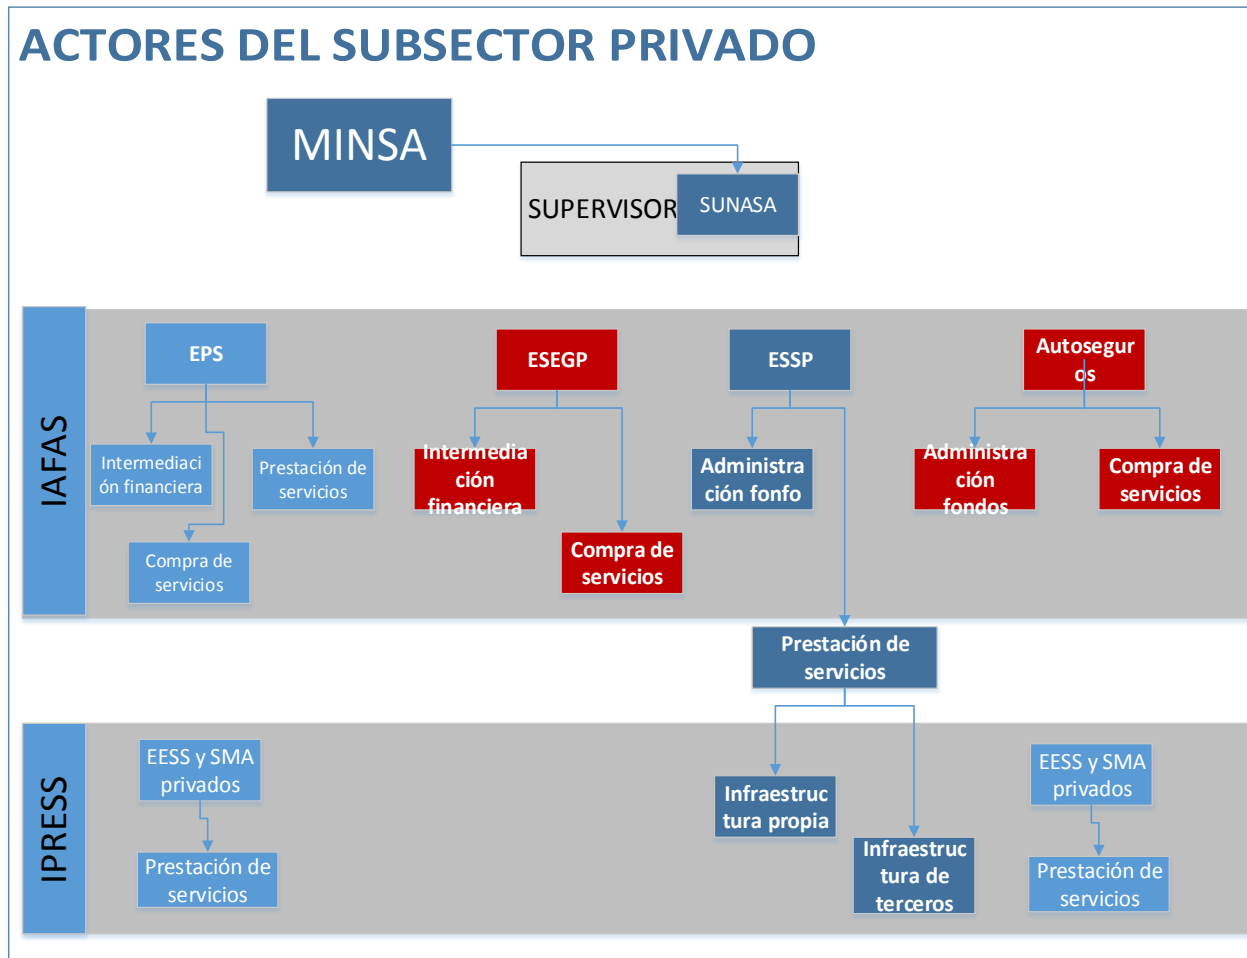 ACTORES DEL SUBSECTOR PRIVADO
MINSA
SUPERVISOR
SUNASA
IAFAS
EPS
ESEGP
ESSP
Autosegur
os
Intermediaci
ón financiera
Prestación de
servicios
Intermedia
ción
financiera
Administra
ción fonfo
Administra
ción
fondos
Compra de
servicios
Compra de
servicios
Compra de
servicios
Prestación de
servicios
IPRESS
EESS y SMA
privados
EESS y SMA
privados
Infraestruc
tura propia
Prestación de
servicios
Infraestruc
tura de
terceros
Prestación de
servicios